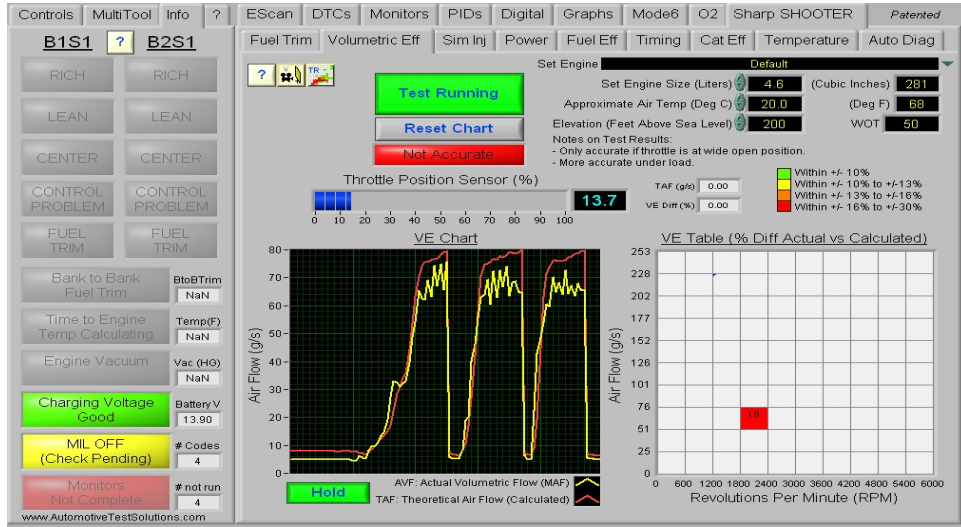 Controls MultiTool Info ? EScan DTCs Monitors PIDs Digital Graphs Mode6 O2 Sharp SHOOTER Patented
Fuel Trim Volumetric Eff Sim Inj Power Fuel Eff Timing Cat Eff Temperature Auto Diag
B1S1 ? B2S1
RICH RICH
LEAN LEAN
CENTER CENTER
CONTROL PROBLEM CONTROL PROBLEM
FUEL TRIM FUEL TRIM
Bank to Bank Fuel Trim
BtoBTrim
NaN
Time to Engine Temp Calculating
Temp(F)
NaN
Engine Vacuum
Vac (HG)
NaN
Charging Voltage Good
Battery V
13.90
MIL OFF (Check Pending)
# Codes
4
Monitors Not Complete
# not run
4
www.AutomotiveTestSolutions.com
? TR
Test Running
Reset Chart
Not Accurate
Set Engine Default
Set Engine Size (Liters) 4.6 (Cubic Inches) 281
Approximate Air Temp (Deg C) 20.0 (Deg F) 68
Elevation (Feet Above Sea Level) 200 WOT 50
Notes on Test Results:
- Only accurate if throttle is at wide open position.
- More accurate under load.
Throttle Position Sensor (%)
13.7
0 10 20 30 40 50 60 70 80 90 100
TAF (g/s) 0.00
VE Diff (%) 0.00
Within +/- 10%
Within +/- 10% to +/-13%
Within +/- 13% to +/-16%
Within +/- 16% to +/-30%
VE Chart
80
70
60
50
40
30
20
10
0
Air Flow (g/s)
Hold
AVF: Actual Volumetric Flow (MAF)
TAF: Theoretical Air Flow (Calculated)
VE Table (% Diff Actual vs Calculated)
253
228
202
177
152
126
101
76
51
25
0
Air Flow (g/s)
18
0 600 1200 1800 2400 3000 3600 4200 4800 5400 6000
Revolutions Per Minute (RPM)